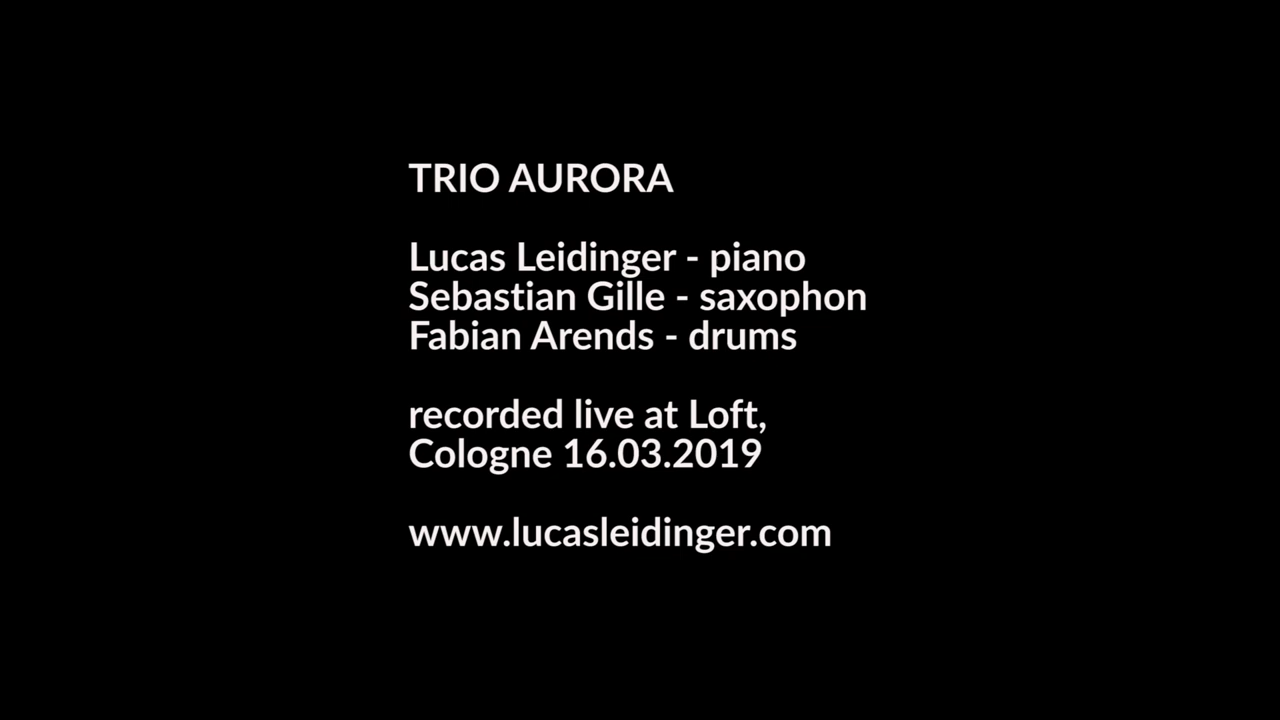 TRIO AURORA
Lucas Leidinger - piano
Sebastian Gille - saxophon
Fabian Arends - drums
recorded live at Loft,
Cologne 16.03.2019
www.lucasleidinger.com